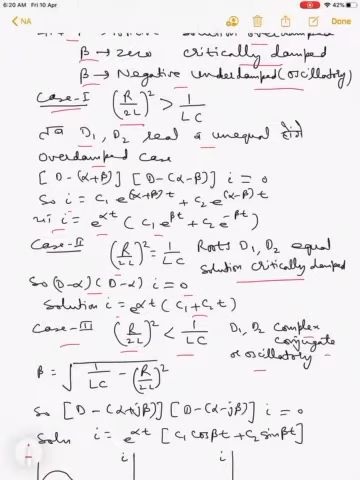 6:20 AM Fri 10 Apr
42%
NA
Done
solution overdamped
β → zero critically damped
β → Negative underdamped (oscillatory)
Case-I (R/2L)² > 1/LC
D₁, D₂ real & unequal होंगे
Overdamped case
[D-(α+β)] [D-(α-β)] i = 0
So i = C₁ e^(α+β)t + C₂ e^(α-β)t
या i = e^αt (C₁ e^βt + C₂ e^-βt)
Case-II (R/2L)² = 1/LC Roots D₁, D₂ equal
solution critically damped
So (D-α) (D-α) i = 0
Solution i = e^αt (C₁ + C₂ t)
Case-III (R/2L)² < 1/LC D₁, D₂ complex
conjugate
β = √(1/LC - (R/2L)²) or oscillatory
So [D-(α+jβ)] [D-(α-jβ)] i = 0
Soln i = e^αt [C₁ cosβt + C₂ sinβt]
i i i